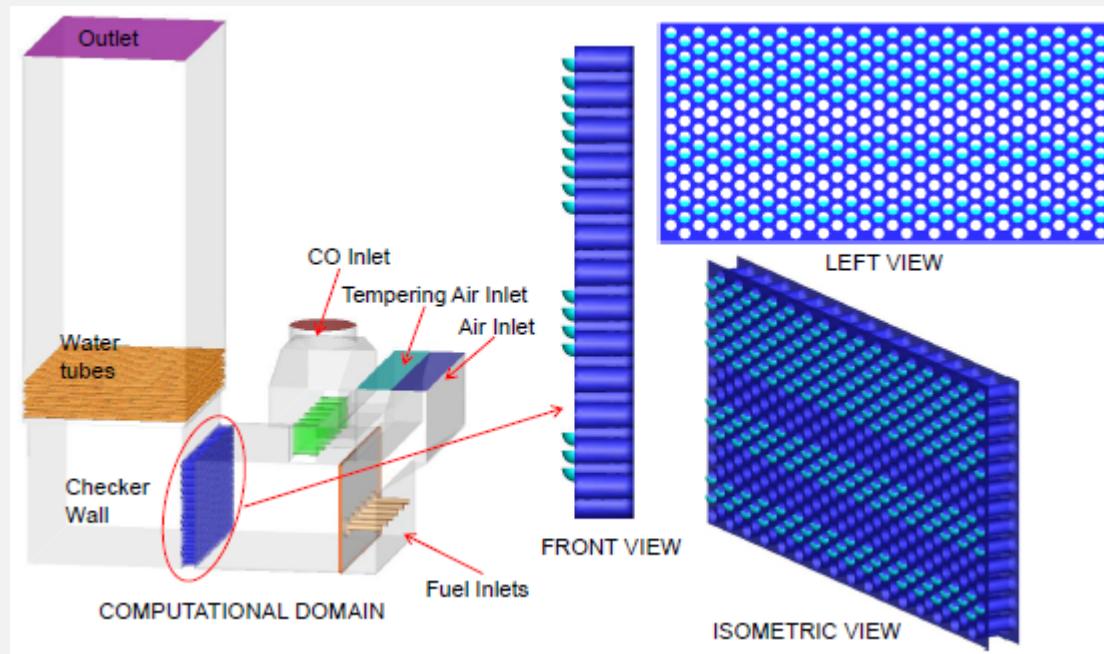 Outlet
CO Inlet
Tempering Air Inlet
Air Inlet
Water
tubes
Checker
Wall
Fuel Inlets
COMPUTATIONAL DOMAIN
FRONT VIEW
LEFT VIEW
ISOMETRIC VIEW